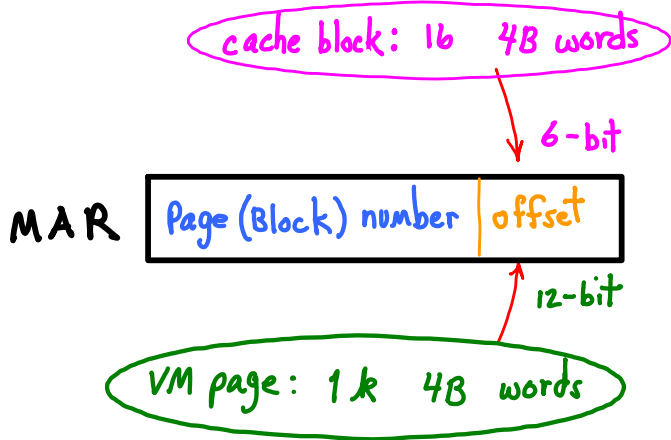 cache block: 16 4B words
6-bit
MAR Page (Block) number offset
12-bit
VM page: 1k 4B words